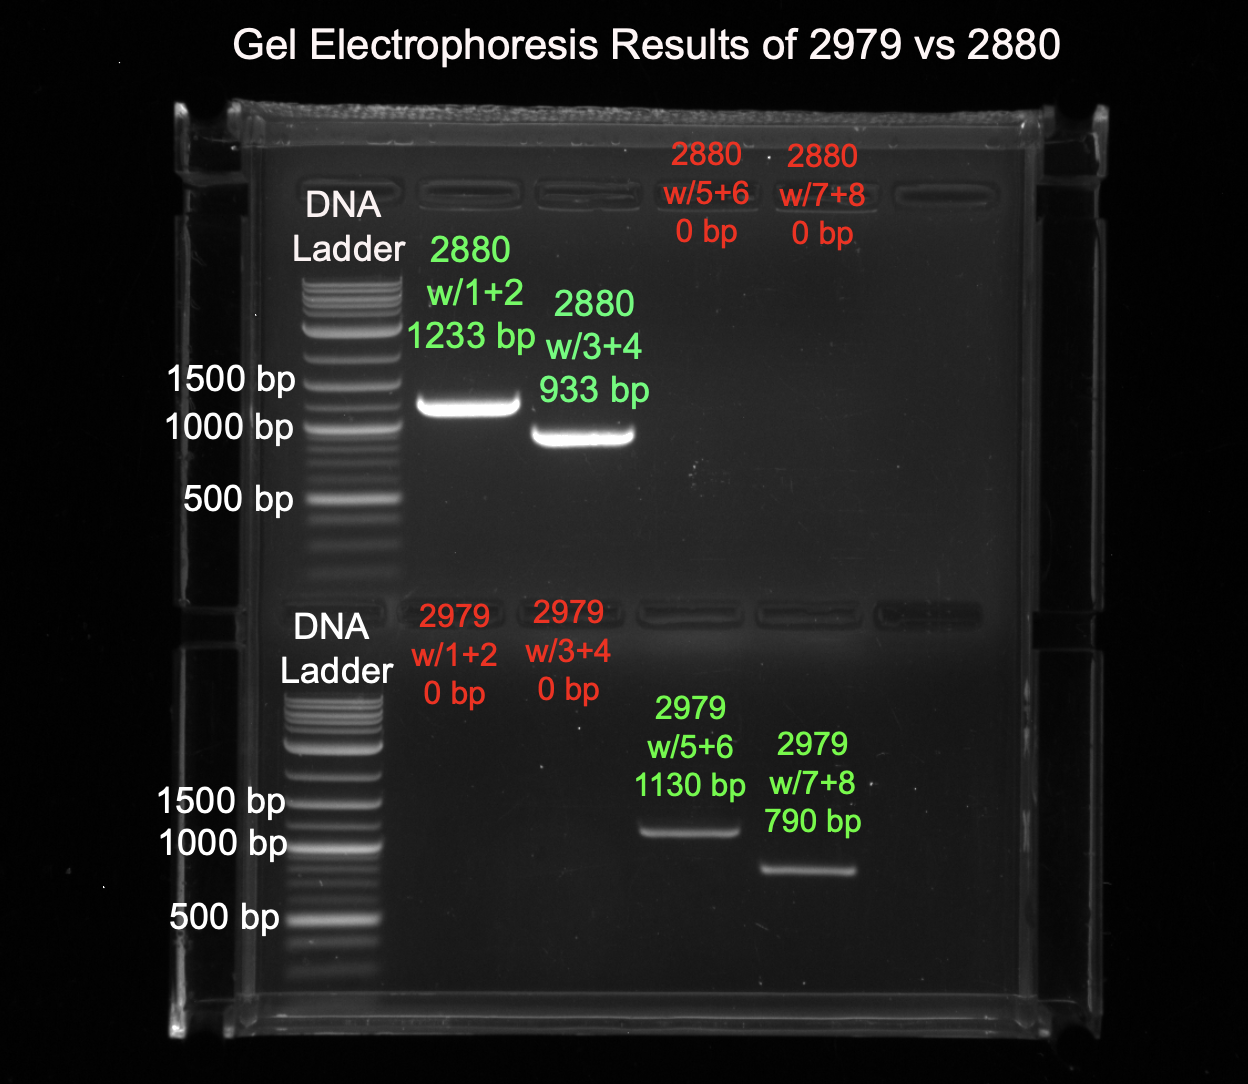 Gel Electrophoresis Results of 2979 vs 2880
2880
w/5+6
0 bp
2880
w/7+8
0 bp
DNA
Ladder
2880
w/1+2
1233 bp
2880
w/3+4
933 bp
1500 bp
1000 bp
500 bp
DNA
Ladder
2979
w/1+2
0 bp
2979
w/3+4
0 bp
2979
w/5+6
1130 bp
2979
w/7+8
790 bp
1500 bp
1000 bp
500 bp